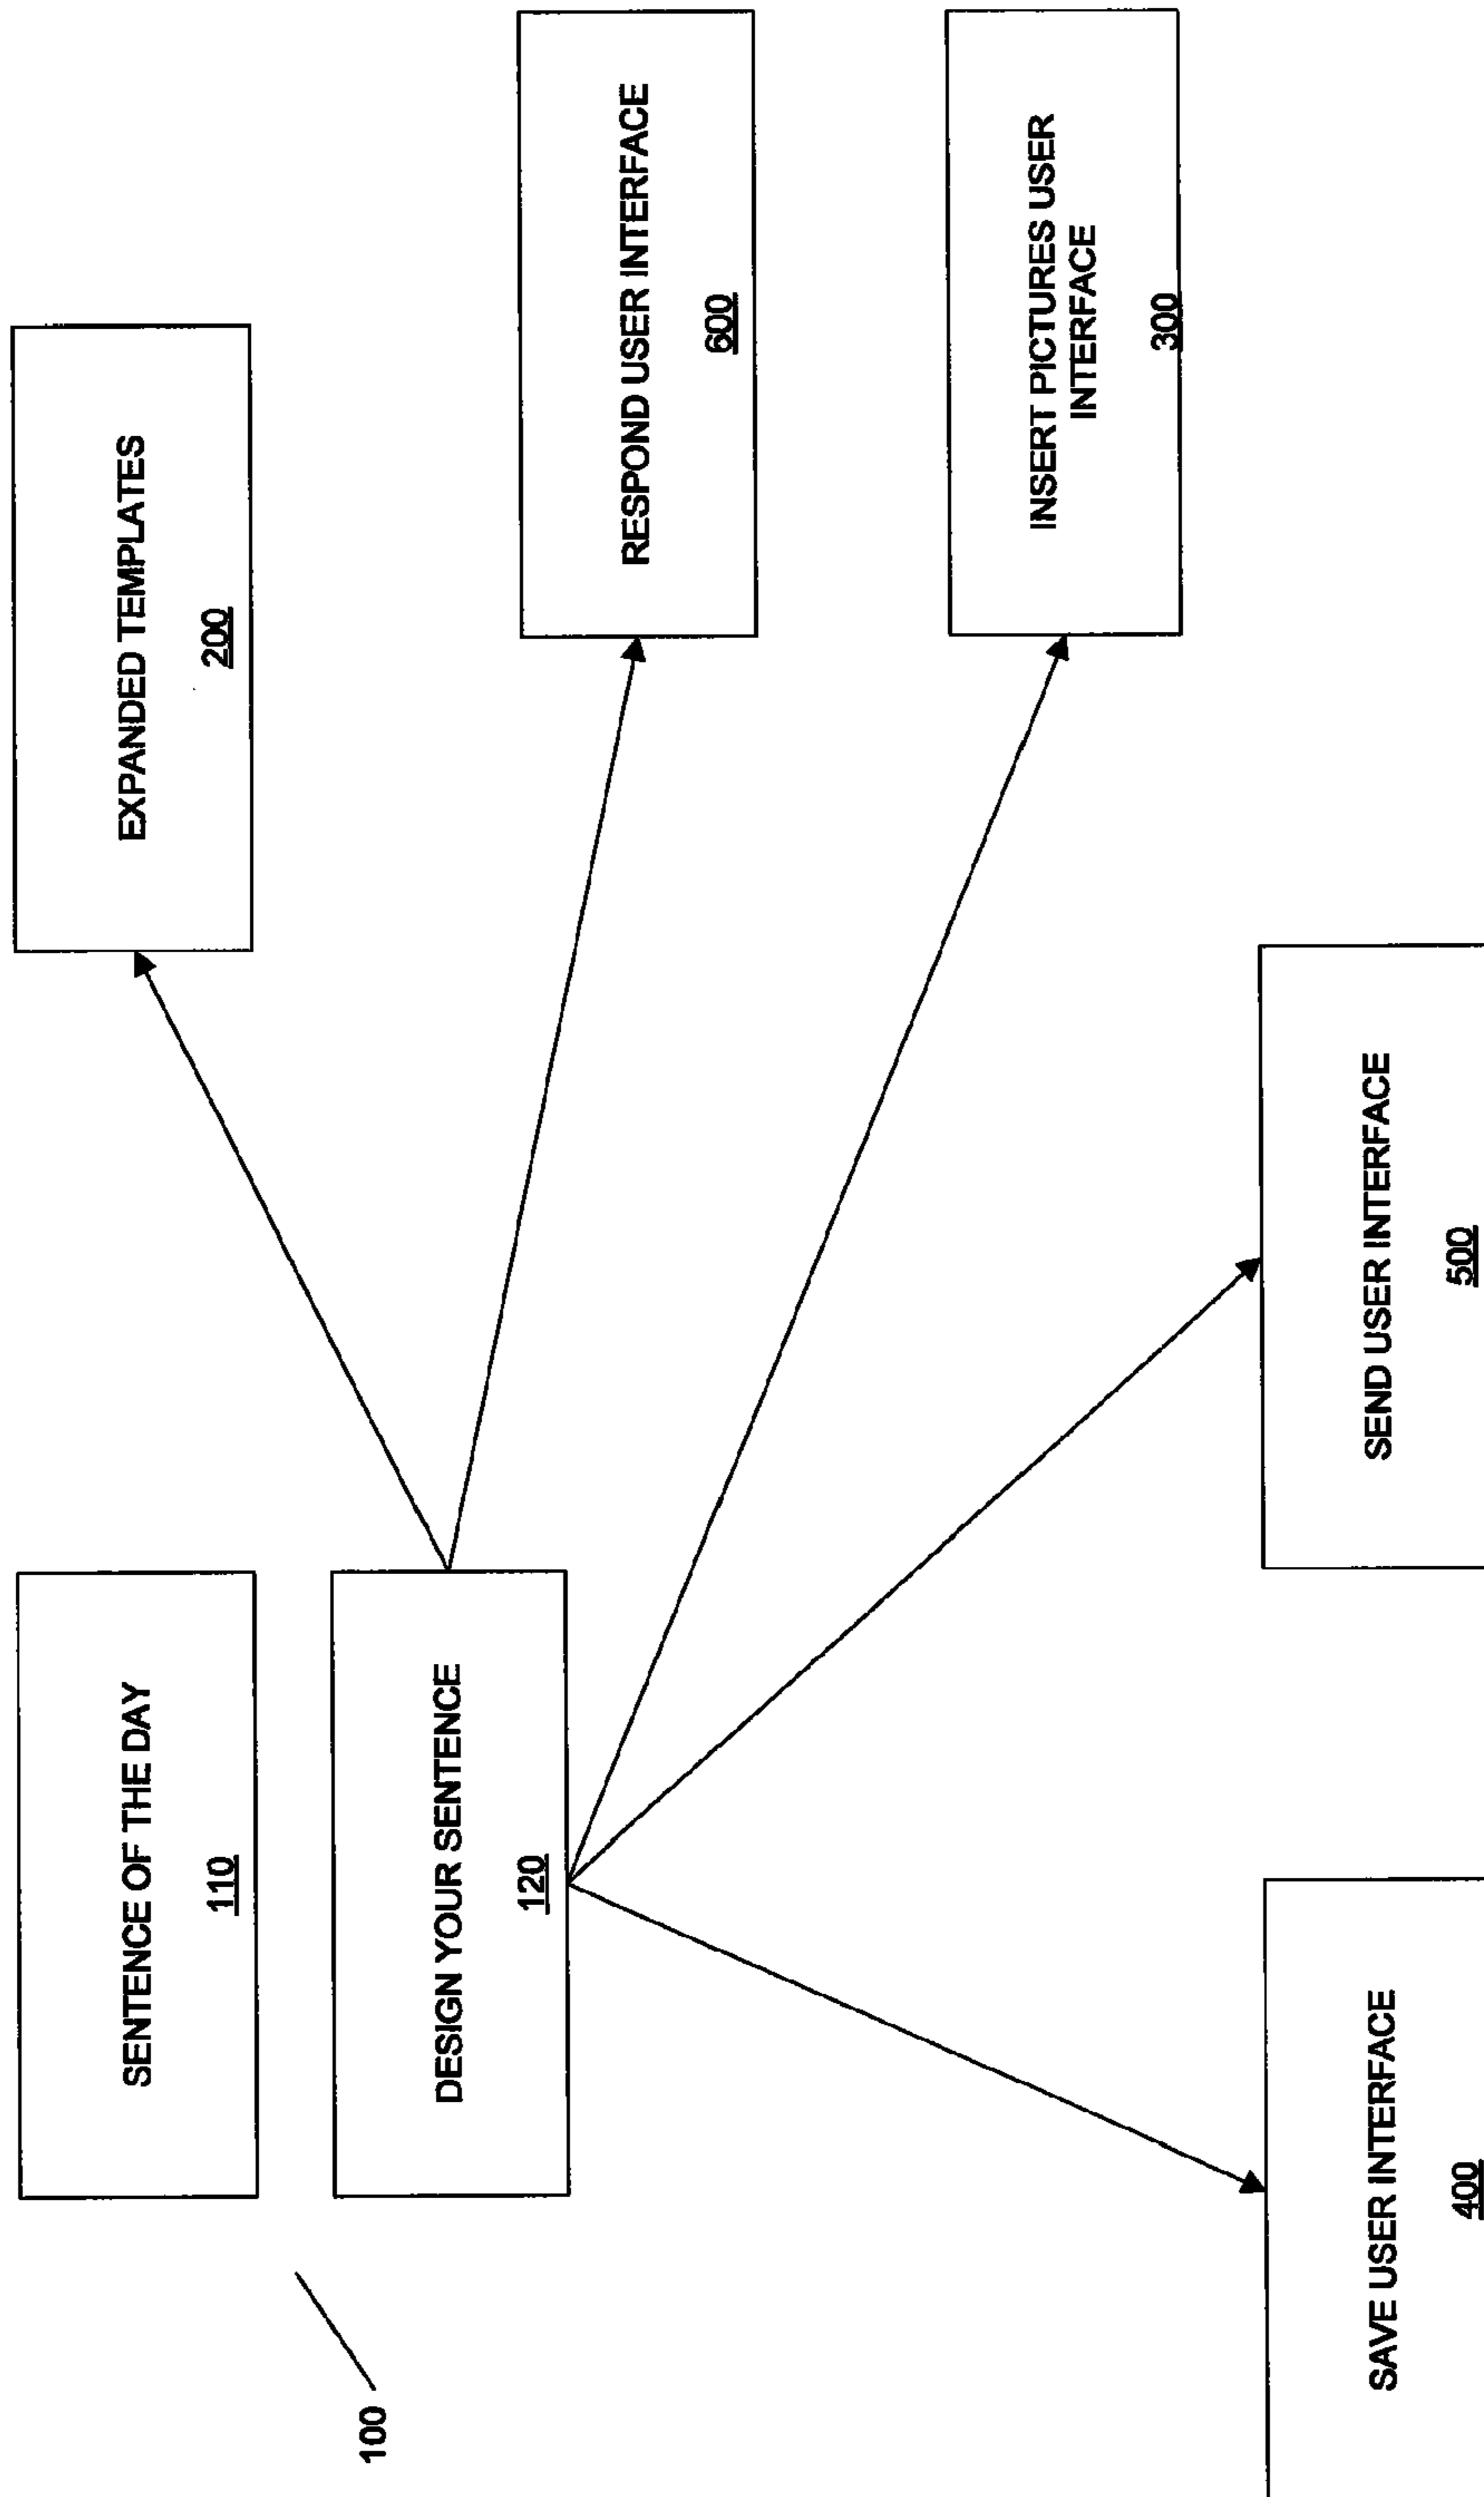 SENTENCE OF THE DAY
110
EXPANDED TEMPLATES
200
DESIGN YOUR SENTENCE
120
RESPOND USER INTERFACE
600
INSERT PICTURES USER
INTERFACE
300
SAVE USER INTERFACE
400
SEND USER INTERFACE
500
100